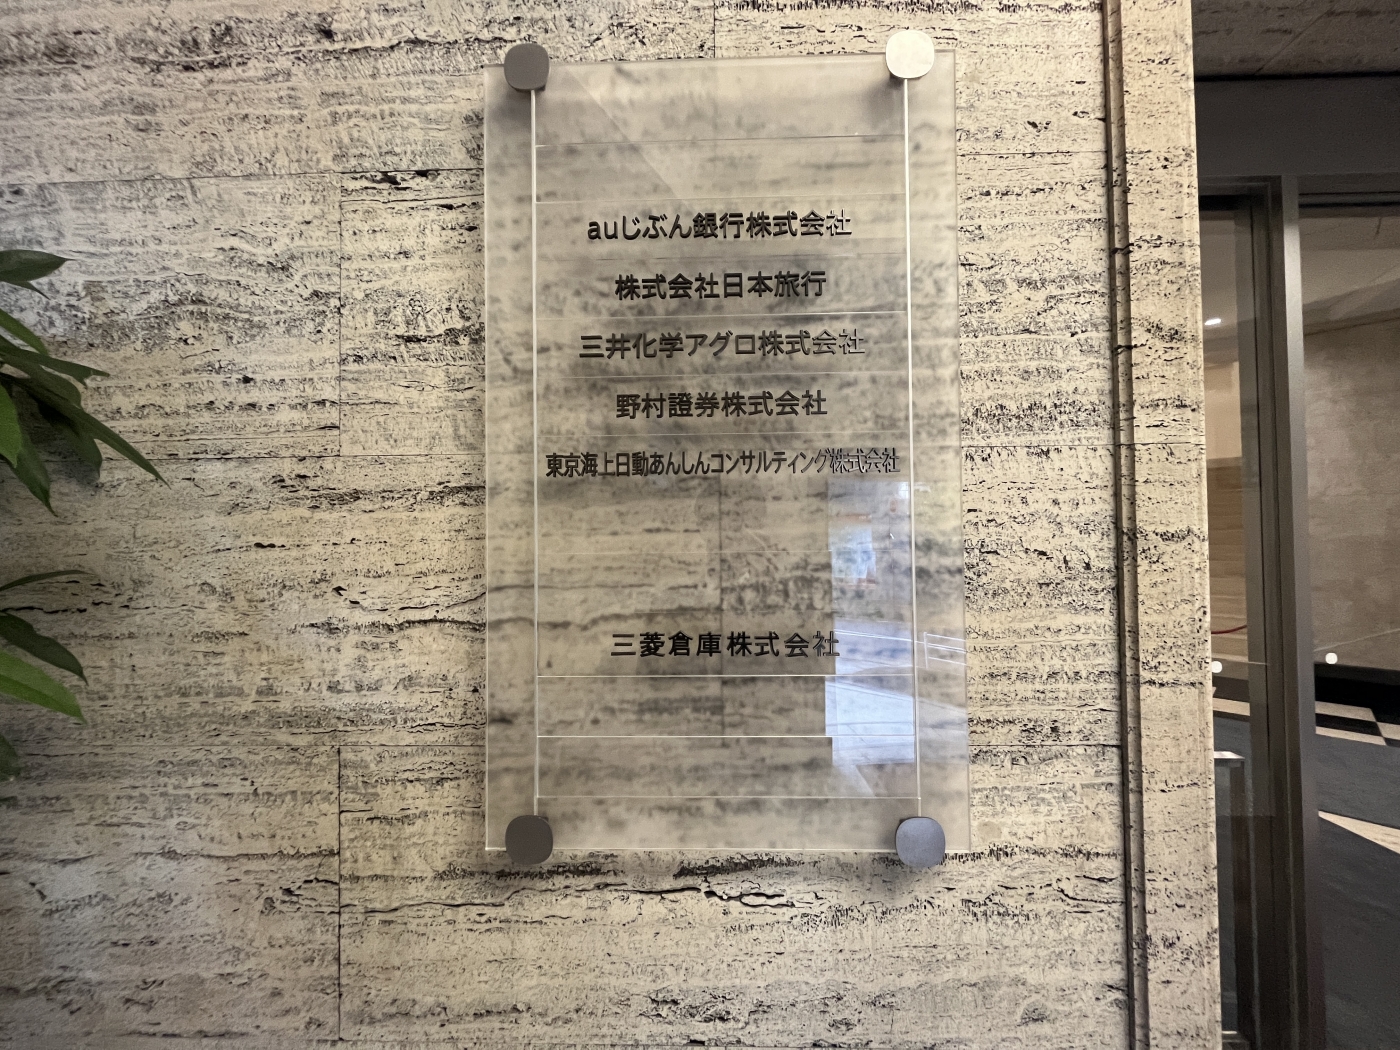 auじぶん銀行株式会社
株式会社日本旅行
三井化学アグロ株式会社
野村證券株式会社
東京海上日動あんしんコンサルティング株式会社
三菱倉庫株式会社